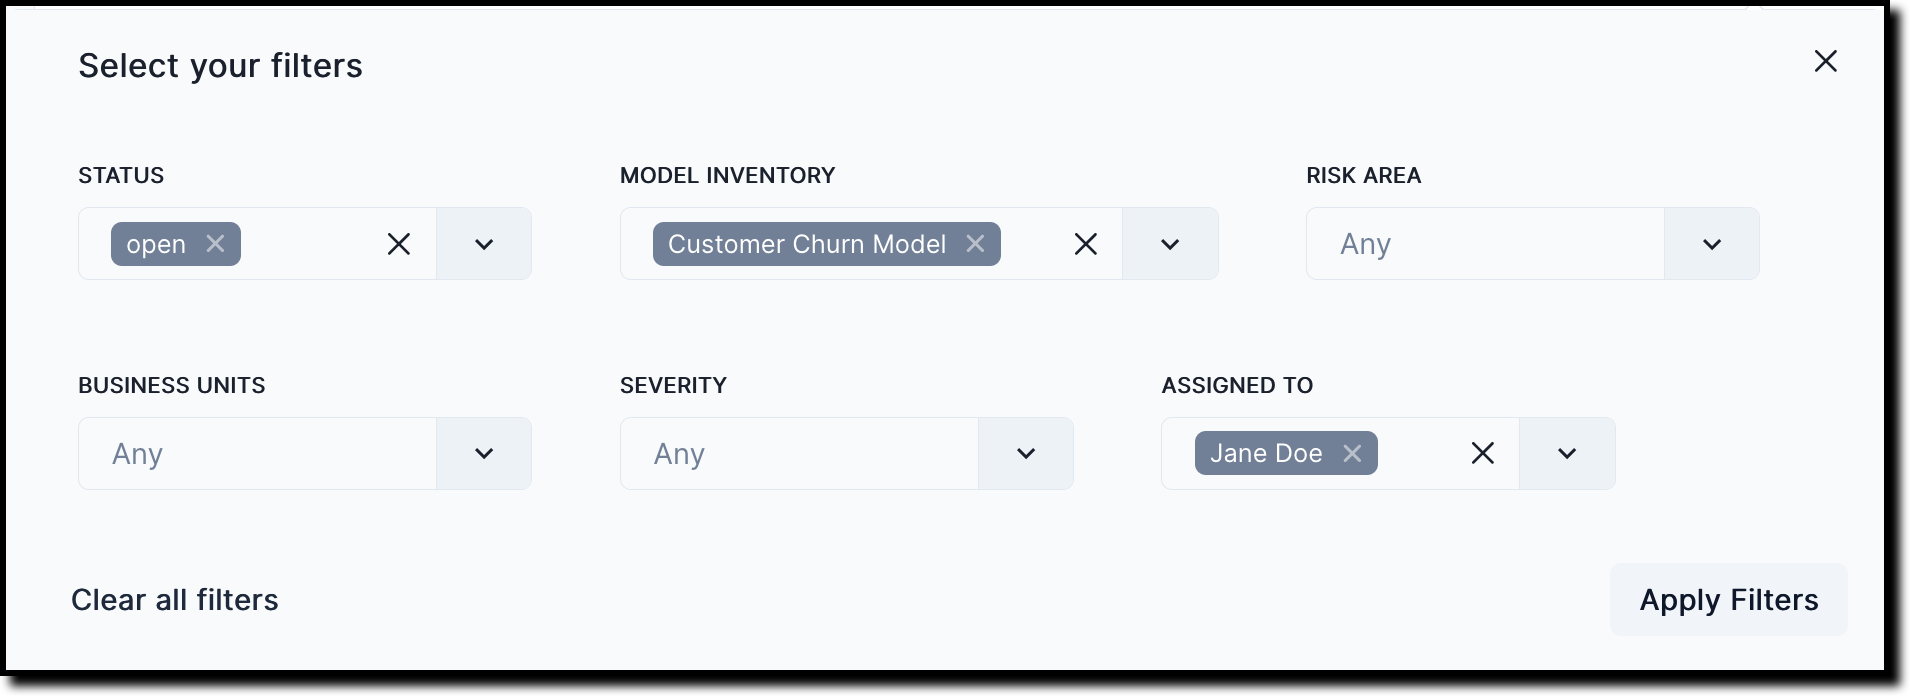 Select your filters
STATUS
MODEL INVENTORY
RISK AREA
open
Customer Churn Model
Any
BUSINESS UNITS
SEVERITY
ASSIGNED TO
Any
Any
Jane Doe
Clear all filters
Apply Filters